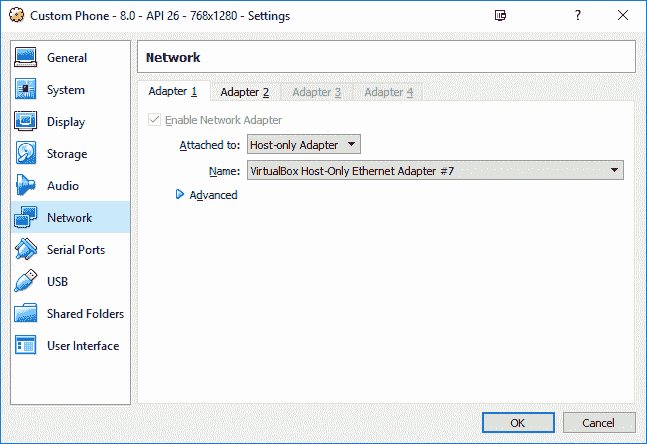 Custom Phone - 8.0 - API 26 - 768x1280 - Settings
?
General
System
Display
Storage
Audio
Network
Serial Ports
USB
Shared Folders
User Interface
Network
Adapter 1 Adapter 2 Adapter 3 Adapter 4
Enable Network Adapter
Attached to: Host-only Adapter
Name: VirtualBox Host-Only Ethernet Adapter #7
Advanced
OK Cancel